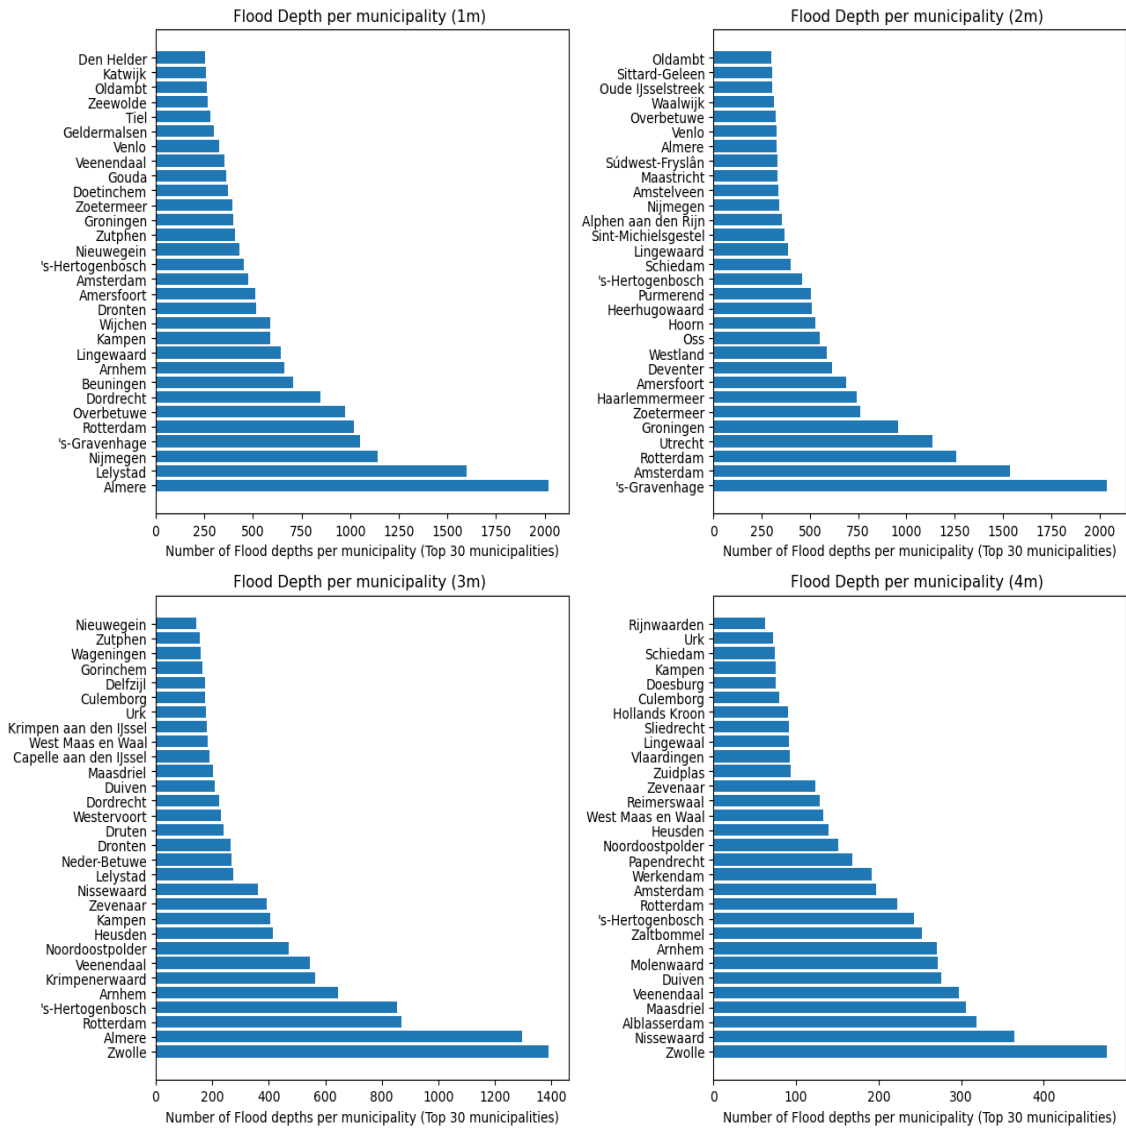 Flood Depth per municipality (1m)
Den Helder
Katwijk
Oldambt
Zeewolde
Tiel
Geldermalsen
Venlo
Veenendaal
Gouda
Doetinchem
Zoetermeer
Groningen
Zutphen
Nieuwegein
's-Hertogenbosch
Amsterdam
Amersfoort
Dronten
Wijchen
Kampen
Lingewaard
Arnhem
Beuningen
Dordrecht
Overbetuwe
Rotterdam
's-Gravenhage
Nijmegen
Lelystad
Almere
0 250 500 750 1000 1250 1500 1750 2000
Number of Flood depths per municipality (Top 30 municipalities)
Flood Depth per municipality (2m)
Oldambt
Sittard-Geleen
Oude IJsselstreek
Waalwijk
Overbetuwe
Venlo
Almere
Súdwest-Fryslân
Maastricht
Amstelveen
Nijmegen
Alphen aan den Rijn
Sint-Michielsgestel
Lingewaard
Schiedam
's-Hertogenbosch
Purmerend
Heerhugowaard
Hoorn
Oss
Westland
Deventer
Amersfoort
Haarlemmermeer
Zoetermeer
Groningen
Utrecht
Rotterdam
Amsterdam
's-Gravenhage
0 250 500 750 1000 1250 1500 1750 2000
Number of Flood depths per municipality (Top 30 municipalities)
Flood Depth per municipality (3m)
Nieuwegein
Zutphen
Wageningen
Gorinchem
Delfzijl
Culemborg
Urk
Krimpen aan den IJssel
West Maas en Waal
Capelle aan den IJssel
Maasdriel
Duiven
Dordrecht
Westervoort
Druten
Dronten
Neder-Betuwe
Lelystad
Nissewaard
Zevenaar
Kampen
Heusden
Noordoostpolder
Veenendaal
Krimpenerwaard
Arnhem
's-Hertogenbosch
Rotterdam
Almere
Zwolle
0 200 400 600 800 1000 1200 1400
Number of Flood depths per municipality (Top 30 municipalities)
Flood Depth per municipality (4m)
Rijnwaarden
Urk
Schiedam
Kampen
Doesburg
Culemborg
Hollands Kroon
Sliedrecht
Lingewaal
Vlaardingen
Zuidplas
Zevenaar
Reimerswaal
West Maas en Waal
Heusden
Noordoostpolder
Papendrecht
Werkendam
Amsterdam
Rotterdam
's-Hertogenbosch
Zaltbommel
Arnhem
Molenwaard
Duiven
Veenendaal
Maasdriel
Alblasserdam
Nissewaard
Zwolle
0 100 200 300 400
Number of Flood depths per municipality (Top 30 municipalities)